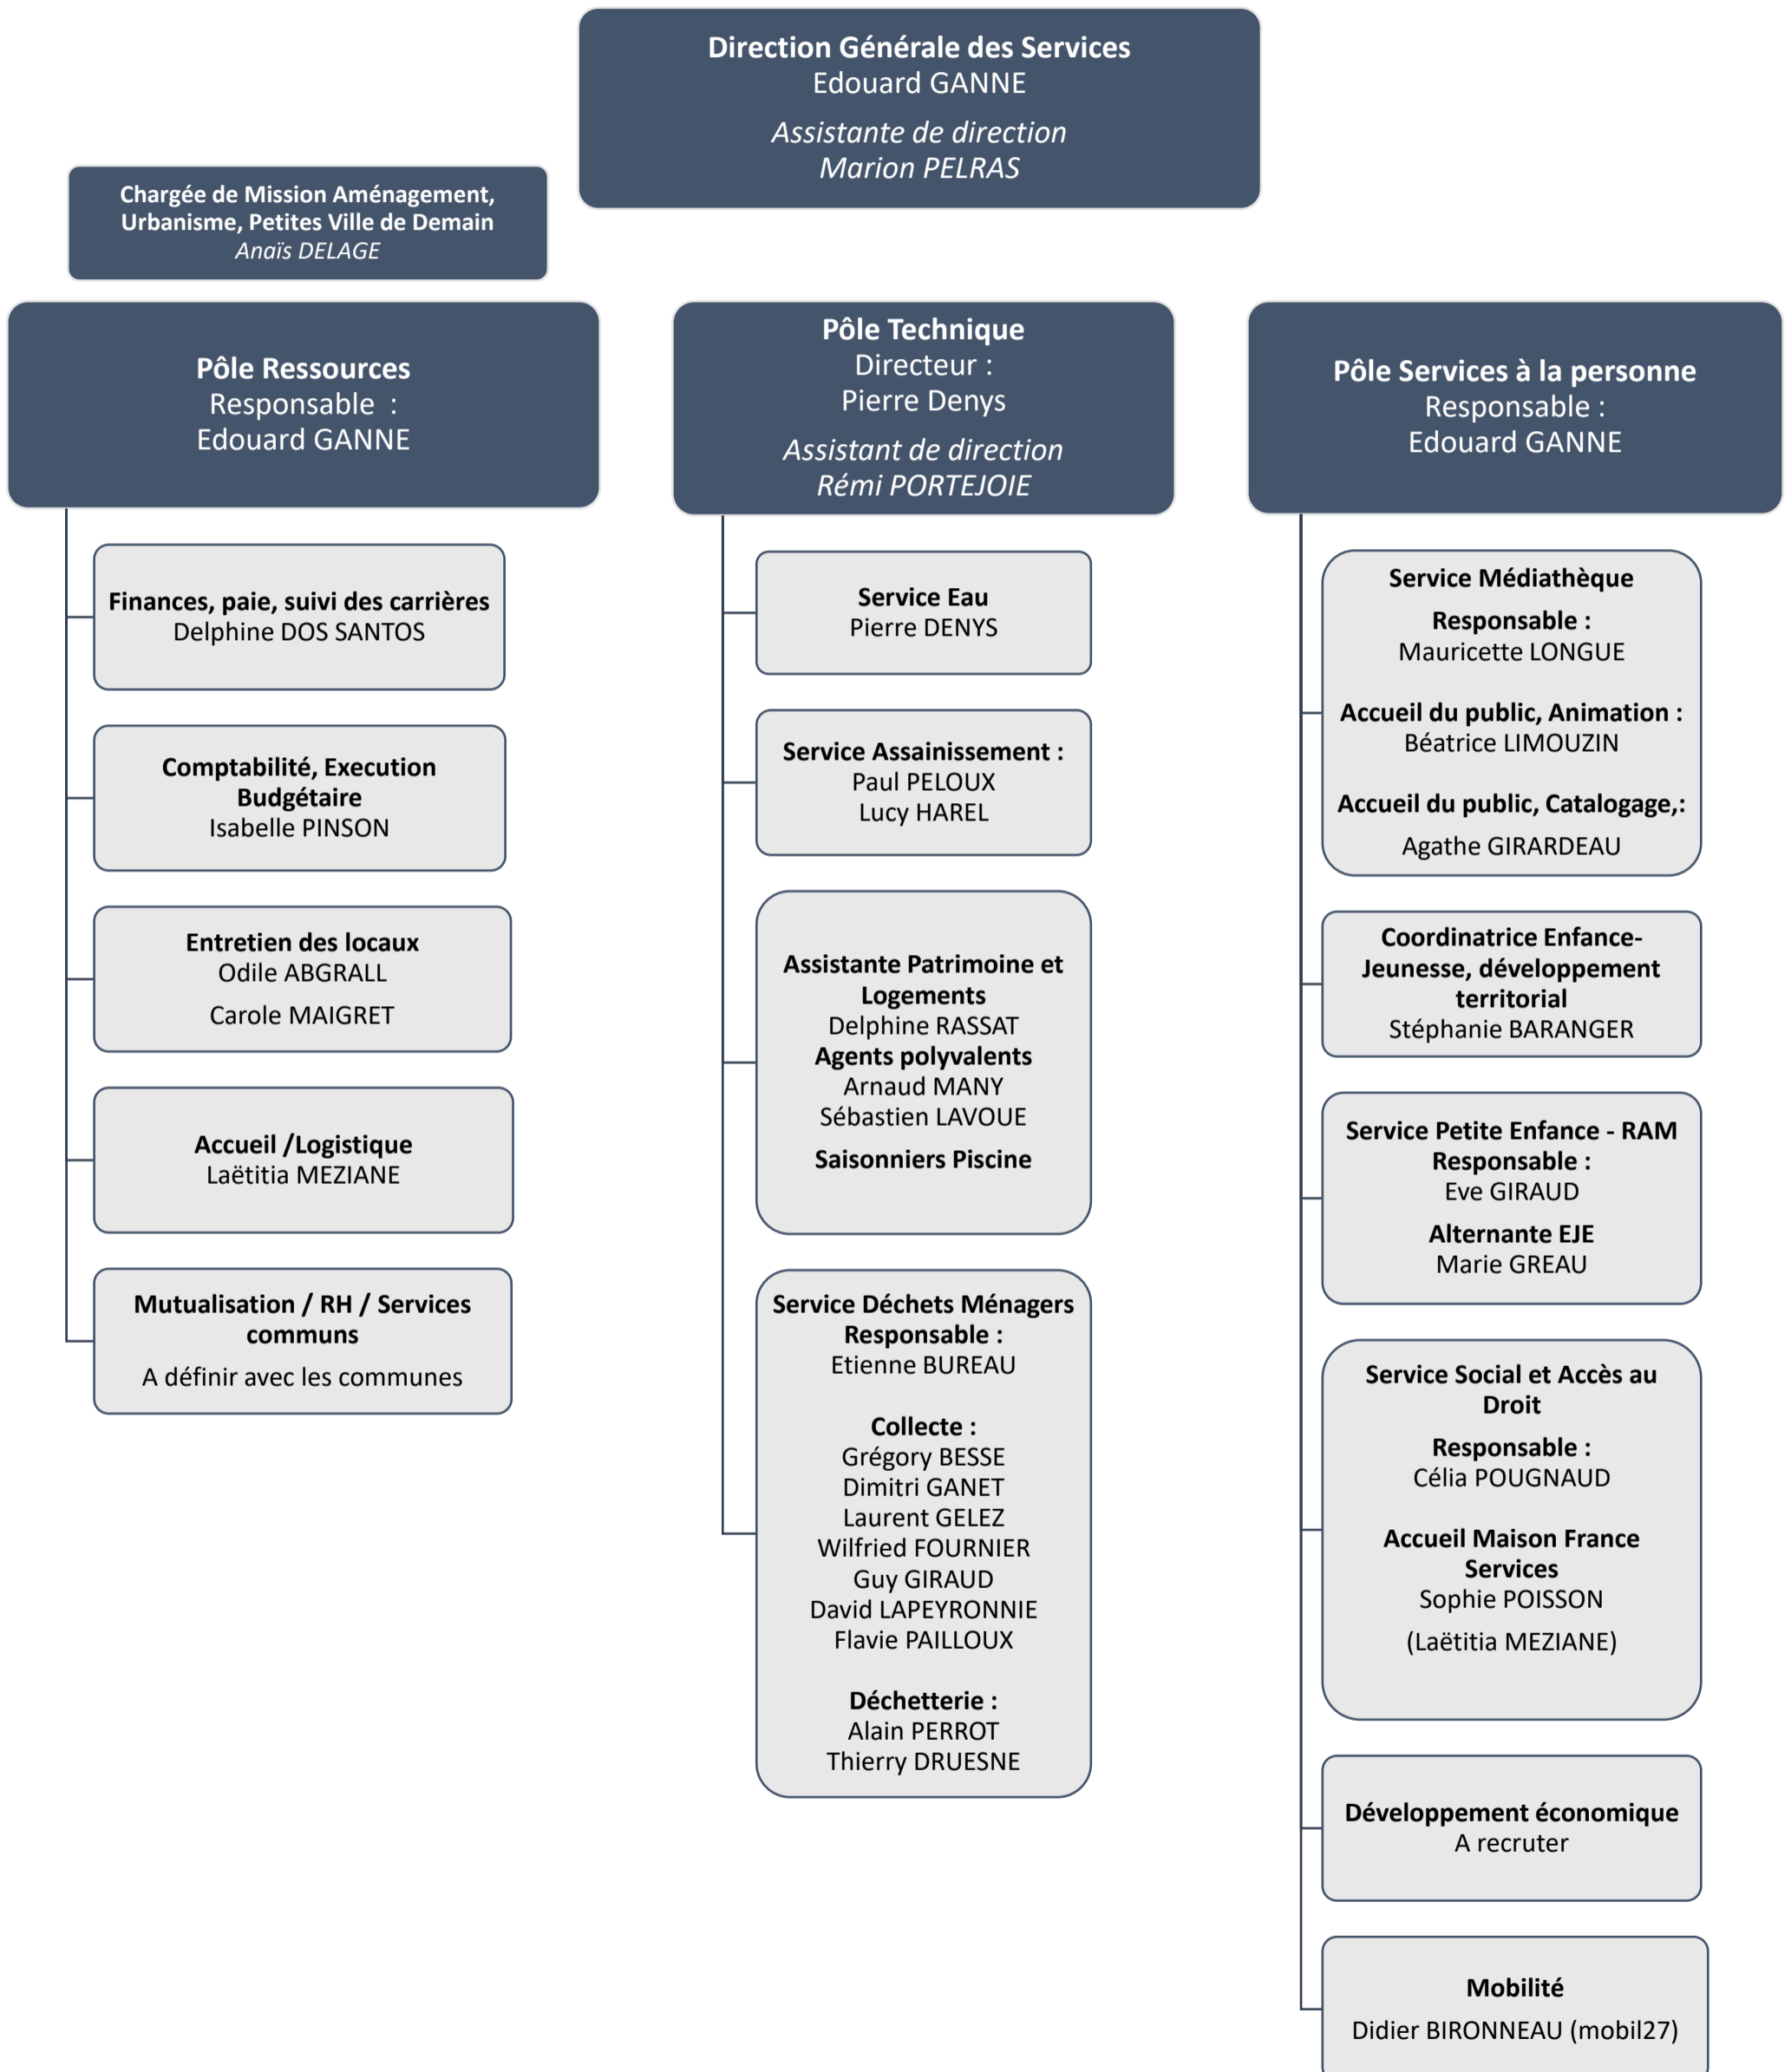 Direction Générale des Services
Edouard GANNE
Assistante de direction
Marion PELRAS
Chargée de Mission Aménagement,
Urbanisme, Petites Ville de Demain
Anaïs DELAGE
Pôle Ressources
Responsable :
Edouard GANNE
Finances, paie, suivi des carrières
Delphine DOS SANTOS
Comptabilité, Execution
Budgétaire
Isabelle PINSON
Entretien des locaux
Odile ABGRALL
Carole MAIGRET
Accueil /Logistique
Laëtitia MEZIANE
Mutualisation / RH / Services
communs
A définir avec les communes
Pôle Technique
Directeur :
Pierre Denys
Assistant de direction
Rémi PORTEJOIE
Service Eau
Pierre DENYS
Service Assainissement :
Paul PELOUX
Lucy HAREL
Assistante Patrimoine et
Logements
Delphine RASSAT
Agents polyvalents
Arnaud MANY
Sébastien LAVOUE
Saisonniers Piscine
Service Déchets Ménagers
Responsable :
Etienne BUREAU
Collecte :
Grégory BESSE
Dimitri GANET
Laurent GELEZ
Wilfried FOURNIER
Guy GIRAUD
David LAPEYRONNIE
Flavie PAILLOUX
Déchetterie :
Alain PERROT
Thierry DRUESNE
Pôle Services à la personne
Responsable :
Edouard GANNE
Service Médiathèque
Responsable :
Mauricette LONGUE
Accueil du public, Animation :
Béatrice LIMOUZIN
Accueil du public, Catalogage,:
Agathe GIRARDEAU
Coordinatrice Enfance-
Jeunesse, développement
territorial
Stéphanie BARANGER
Service Petite Enfance - RAM
Responsable :
Eve GIRAUD
Alternante EJE
Marie GREAU
Service Social et Accès au
Droit
Responsable :
Célia POUGNAUD
Accueil Maison France
Services
Sophie POISSON
(Laëtitia MEZIANE)
Développement économique
A recruter
Mobilité
Didier BIRONNEAU (mobil27)